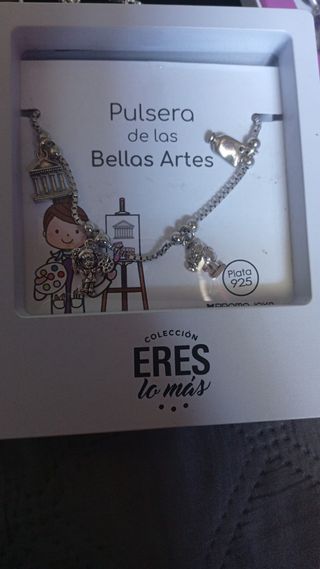 Pulsera
de las
Bellas Artes
Plata
925
COLECCIÓN
ERES
lo más